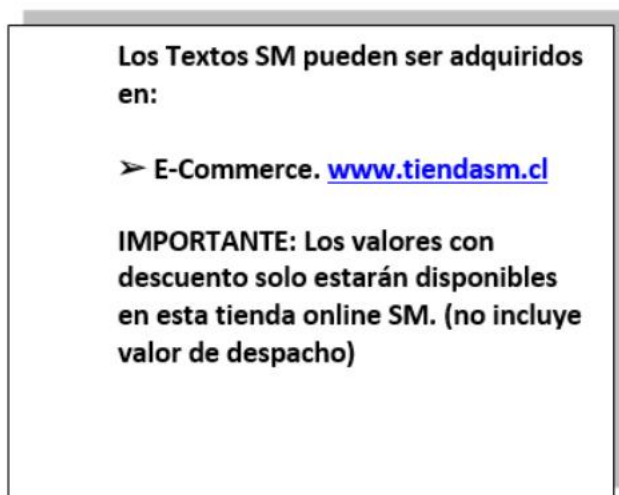 Los Textos SM pueden ser adquiridos
en:
➢ E-Commerce. www.tiendasm.cl
IMPORTANTE: Los valores con
descuento solo estarán disponibles
en esta tienda online SM. (no incluye
valor de despacho)